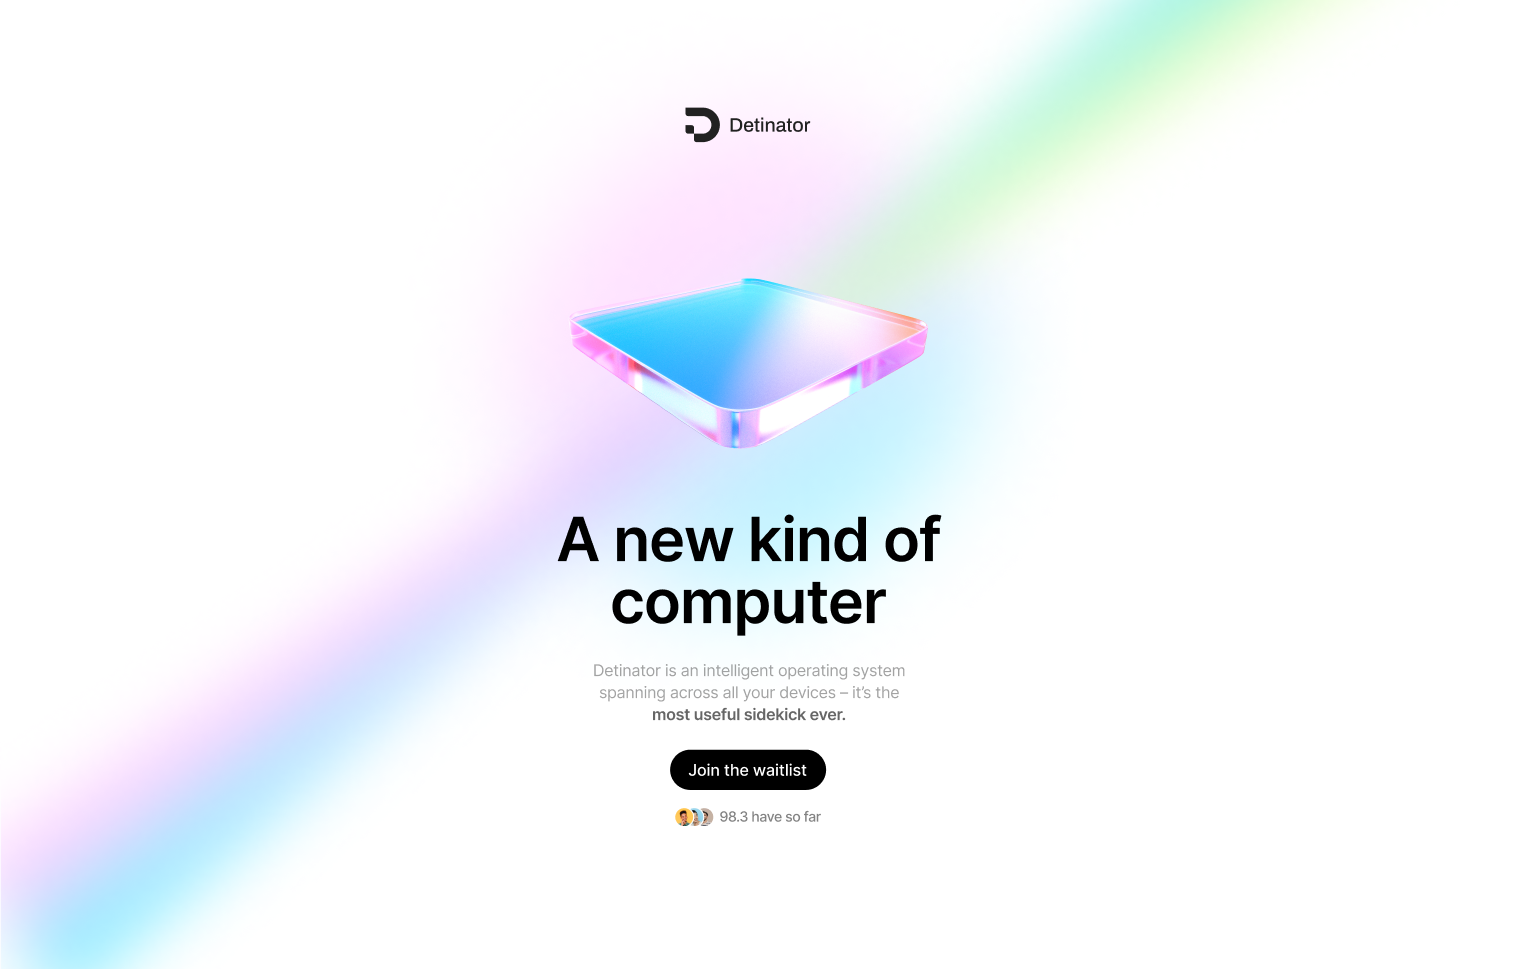 Detinator
A new kind of
computer
Detinator is an intelligent operating system
spanning across all your devices – it's the
most useful sidekick ever.
Join the waitlist
98.3 have so far